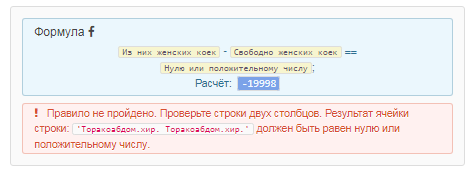 Формула
Из них женских коек - Свободно женских коек ==
Нулю или положительному числу;
Расчёт: -19998
! Правило не пройдено. Проверьте строки двух столбцов. Результат ячейки
строки: "Торакоабдом.хир. Торакоабдом.хир." должен быть равен нулю или
положительному числу.